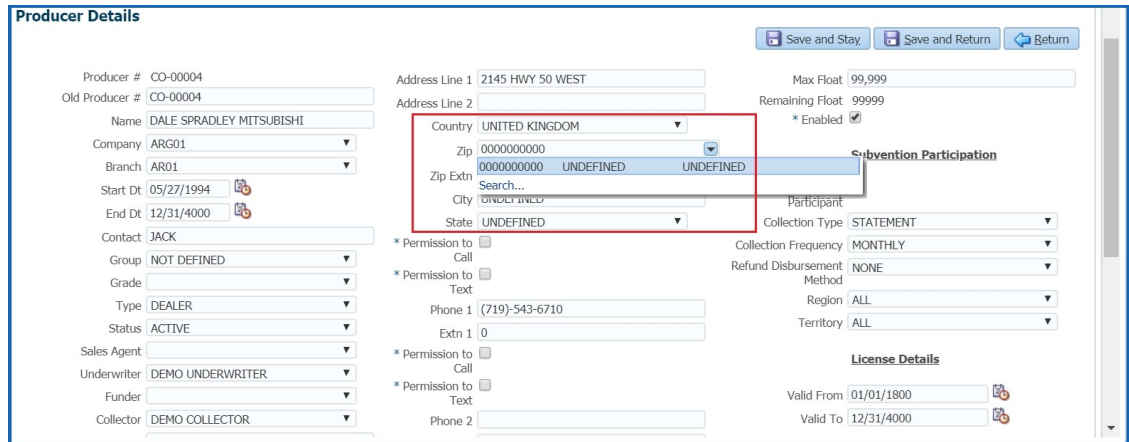 Producer Details
Save and Stay
Save and Return
Return
Producer # CO-00004
Old Producer # CO-00004
Name DALE SPRADLEY MITSUBISHI
Company ARG01
Branch AR01
Start Dt 05/27/1994
End Dt 12/31/4000
Contact JACK
Group NOT DEFINED
Grade
Type DEALER
Status ACTIVE
Sales Agent
Underwriter DEMO UNDERWRITER
Funder
Collector DEMO COLLECTOR
Address Line 1 2145 HWY 50 WEST
Address Line 2
Country UNITED KINGDOM
Zip 0000000000
0000000000 UNDEFINED UNDEFINED
Zip Extn
Search...
City UNDEFINED
State UNDEFINED
* Permission to
Call
* Permission to
Text
Phone 1 (719)-543-6710
Extn 1 0
* Permission to
Call
* Permission to
Text
Phone 2
Max Float 99,999
Remaining Float 99999
* Enabled
Subvention Participation
Participant
Collection Type STATEMENT
Collection Frequency MONTHLY
Refund Disbursement NONE
Method
Region ALL
Territory ALL
License Details
Valid From 01/01/1800
Valid To 12/31/4000